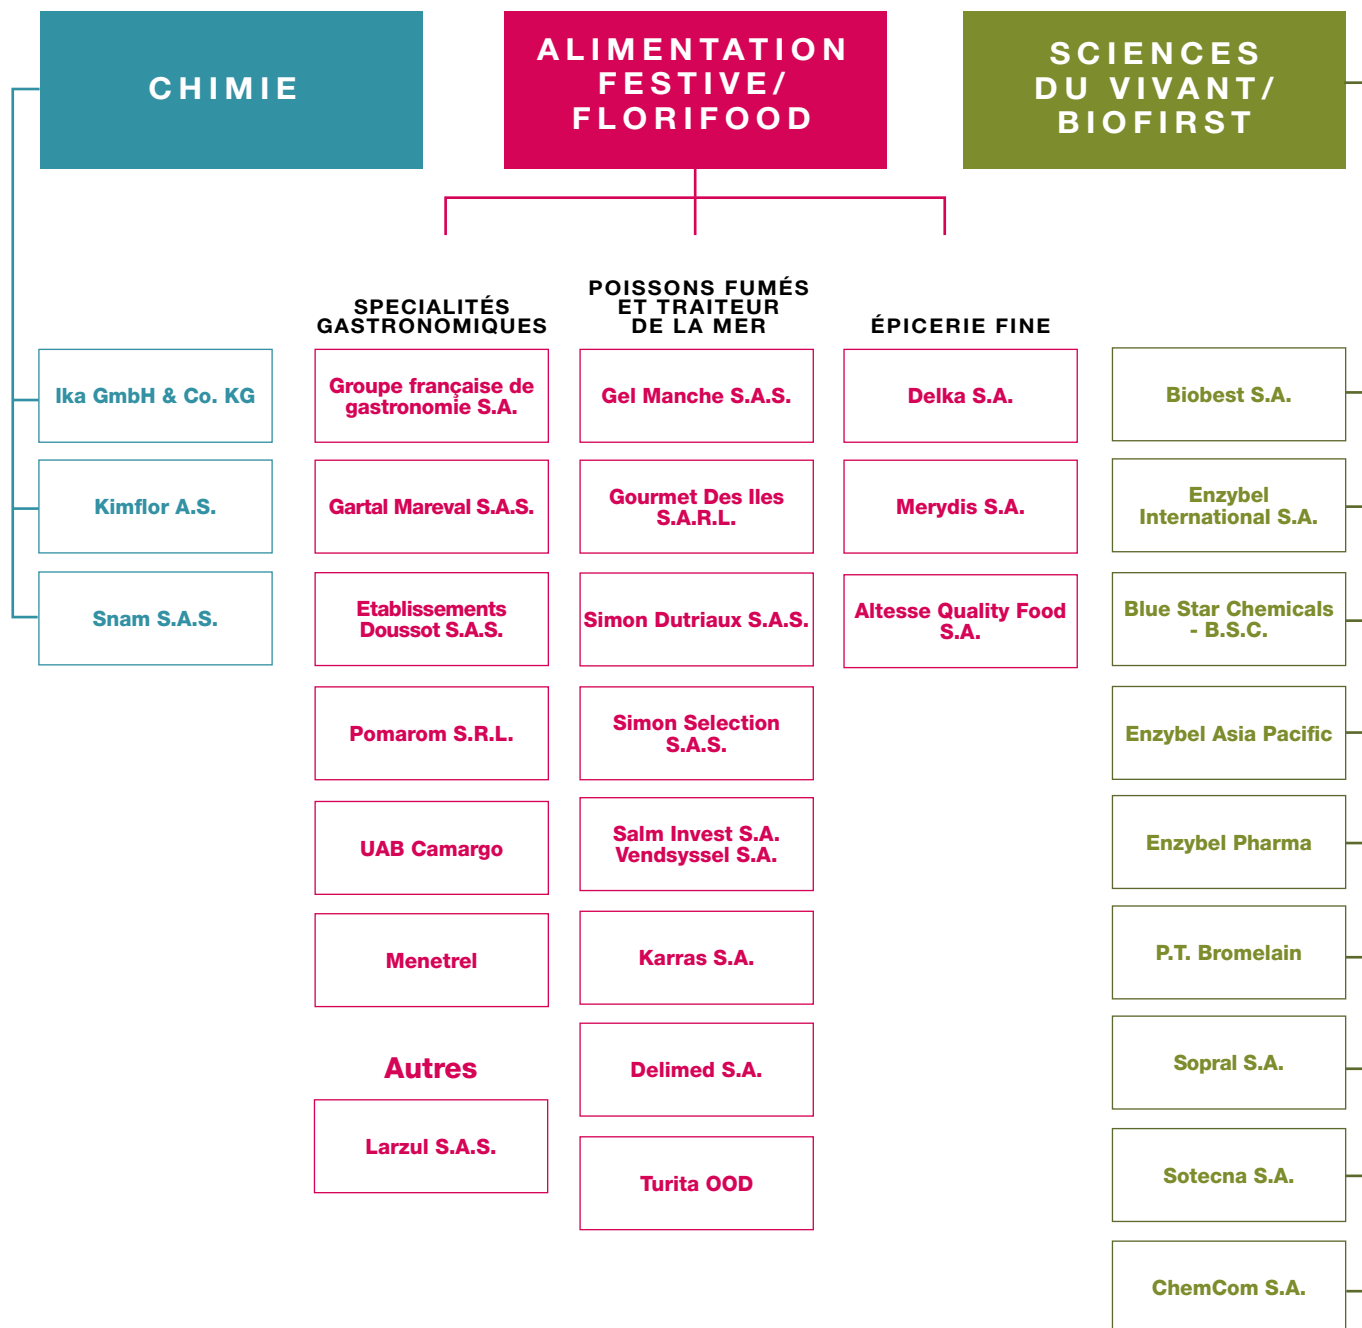 CHIMIE
ALIMENTATION
FESTIVE/
FLORIFOOD
SCIENCES
DU VIVANT/
BIOFIRST
SPECIALITÉS
GASTRONOMIQUES
POISSONS FUMÉS
ET TRAITEUR
DE LA MER
ÉPICERIE FINE
Ika GmbH & Co. KG
Kimflor A.S.
Snam S.A.S.
Groupe française de
gastronomie S.A.
Gartal Mareval S.A.S.
Etablissements
Doussot S.A.S.
Pomarom S.R.L.
UAB Camargo
Menetrel
Autres
Larzul S.A.S.
Gel Manche S.A.S.
Gourmet Des Iles
S.A.R.L.
Simon Dutriaux S.A.S.
Simon Selection
S.A.S.
Salm Invest S.A.
Vendsyssel S.A.
Karras S.A.
Delimed S.A.
Turita OOD
Delka S.A.
Merydis S.A.
Altesse Quality Food
S.A.
Biobest S.A.
Enzybel
International S.A.
Blue Star Chemicals
- B.S.C.
Enzybel Asia Pacific
Enzybel Pharma
P.T. Bromelain
Sopral S.A.
Sotecna S.A.
ChemCom S.A.